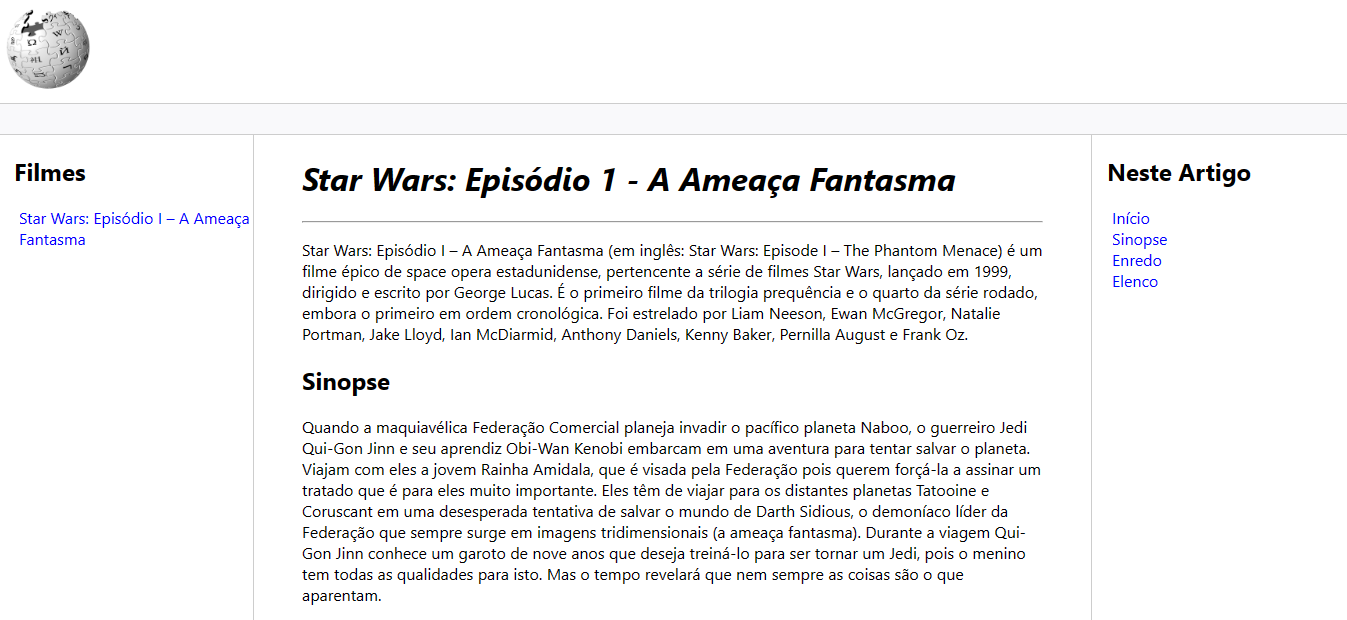 Filmes
Star Wars: Episódio I – A Ameaça
Fantasma
Star Wars: Episódio 1 - A Ameaça Fantasma
Star Wars: Episódio I – A Ameaça Fantasma (em inglês: Star Wars: Episode I – The Phantom Menace) é um
filme épico de space opera estadunidense, pertencente a série de filmes Star Wars, lançado em 1999,
dirigido e escrito por George Lucas. É o primeiro filme da trilogia prequência e o quarto da série rodado,
embora o primeiro em ordem cronológica. Foi estrelado por Liam Neeson, Ewan McGregor, Natalie
Portman, Jake Lloyd, Ian McDiarmid, Anthony Daniels, Kenny Baker, Pernilla August e Frank Oz.
Sinopse
Quando a maquiavélica Federação Comercial planeja invadir o pacífico planeta Naboo, o guerreiro Jedi
Qui-Gon Jinn e seu aprendiz Obi-Wan Kenobi embarcam em uma aventura para tentar salvar o planeta.
Viajam com eles a jovem Rainha Amidala, que é visada pela Federação pois querem forçá-la a assinar um
tratado que é para eles muito importante. Eles têm de viajar para os distantes planetas Tatooine e
Coruscant em uma desesperada tentativa de salvar o mundo de Darth Sidious, o demoníaco líder da
Federação que sempre surge em imagens tridimensionais (a ameaça fantasma). Durante a viagem Qui-
Gon Jinn conhece um garoto de nove anos que deseja treiná-lo para ser tornar um Jedi, pois o menino
tem todas as qualidades para isto. Mas o tempo revelará que nem sempre as coisas são o que
aparentam.
Neste Artigo
Início
Sinopse
Enredo
Elenco